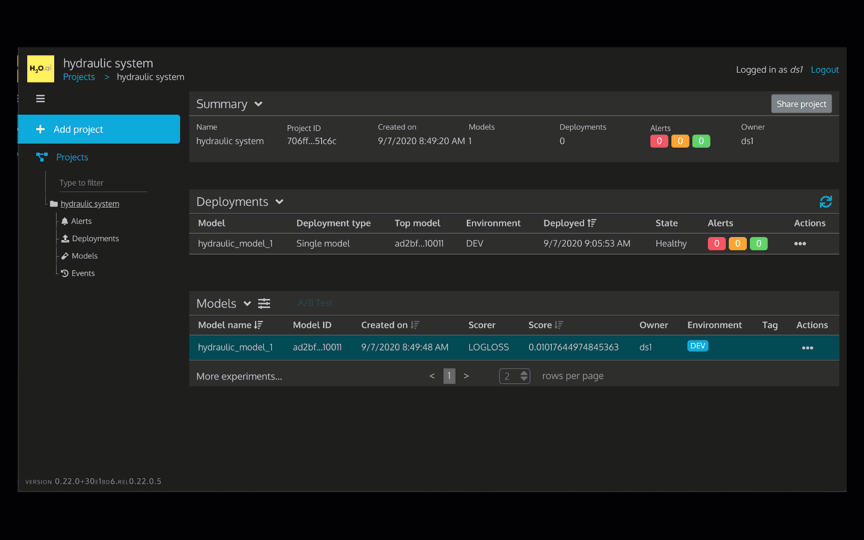 H2O.ai
hydraulic system
Projects > hydraulic system
Logged in as ds1 Logout
Add project
Projects
Type to filter
hydraulic system
Alerts
Deployments
Models
Events
Summary
Share project
Name Project ID Created on Models Deployments Alerts Owner
hydraulic system 706ff...51c6c 9/7/2020 8:49:20 AM 1 0 0 0 0 ds1
Deployments
Model Deployment type Top model Environment Deployed State Alerts Actions
hydraulic_model_1 Single model ad2bf...10011 DEV 9/7/2020 9:05:53 AM Healthy 0 0 0
Models A/B Test
Model name Model ID Created on Scorer Score Owner Environment Tag Actions
hydraulic_model_1 ad2bf...10011 9/7/2020 8:49:48 AM LOGLOSS 0.01017644974845363 ds1 DEV
More experiments... < 1 > 2 rows per page
VERSION 0.22.0+30E1BD6.REL0.22.0.5